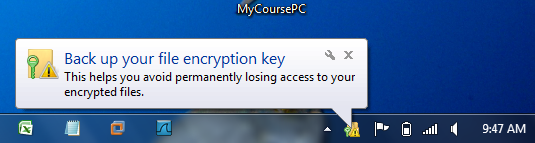 MyCoursePC
Back up your file encryption key
This helps you avoid permanently losing access to your
encrypted files.
9:47 AM